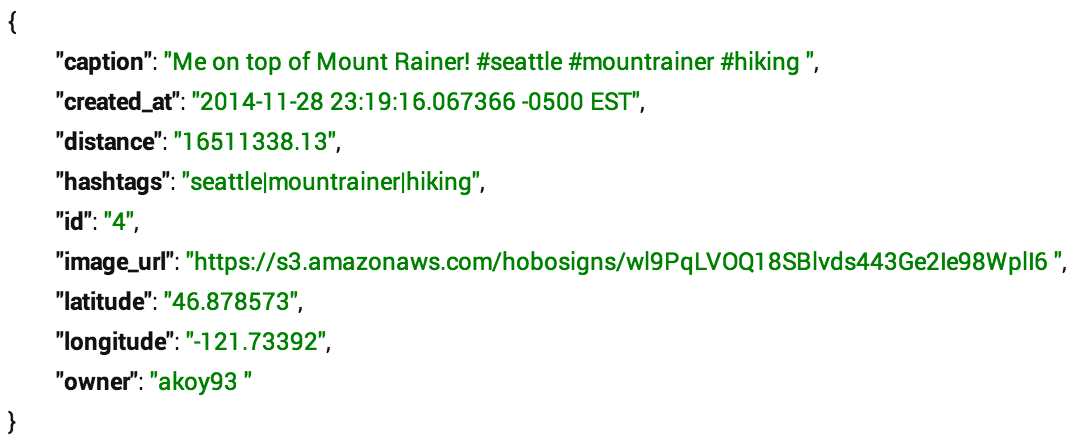 {
"caption": "Me on top of Mount Rainer! #seattle #mountrainer #hiking ",
"created_at": "2014-11-28 23:19:16.067366 -0500 EST",
"distance": "16511338.13",
"hashtags": "seattle|mountrainer|hiking",
"id": "4",
"image_url": "https://s3.amazonaws.com/hobosigns/wl9PqLVOQ18SBlvds443Ge2Ie98WplI6 ",
"latitude": "46.878573",
"longitude": "-121.73392",
"owner": "akoy93 "
}